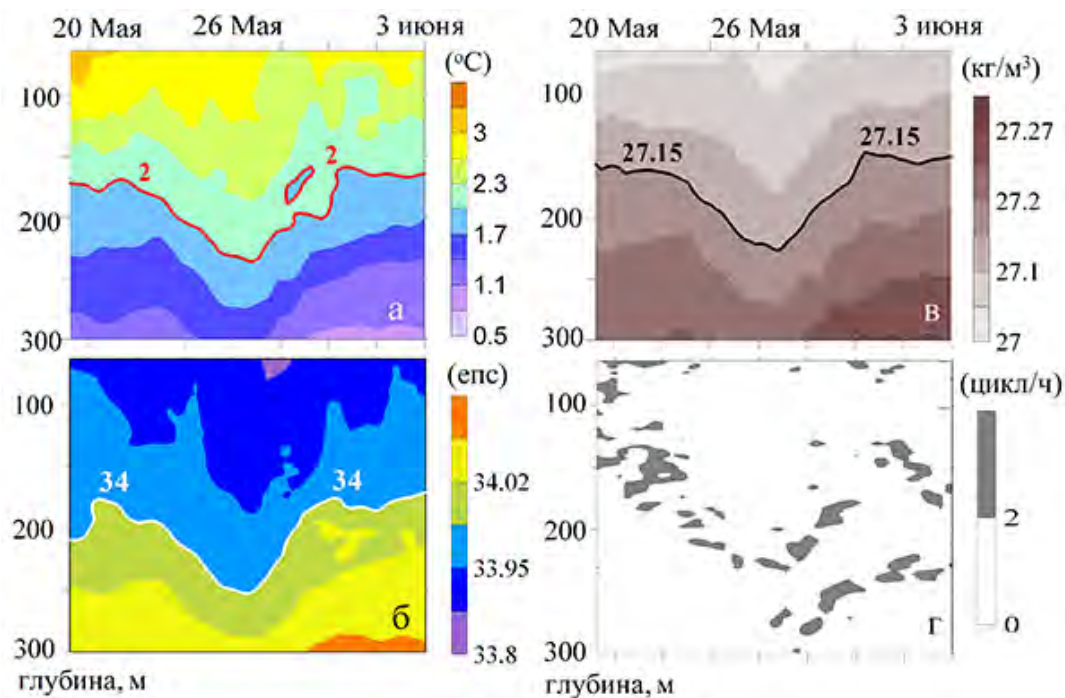 20 Мая 26 Мая 3 июня
20 Мая 26 Мая 3 июня
(°C)
100
200
300
2
2
3
2.3
1.7
1.1
0.5
а
(кг/м³)
100
200
300
27.15
27.15
27.27
27.2
27.1
27
в
(епс)
100
200
300
34
34
34.02
33.95
33.8
б
глубина, м
(цикл/ч)
100
200
300
2
0
г
глубина, м